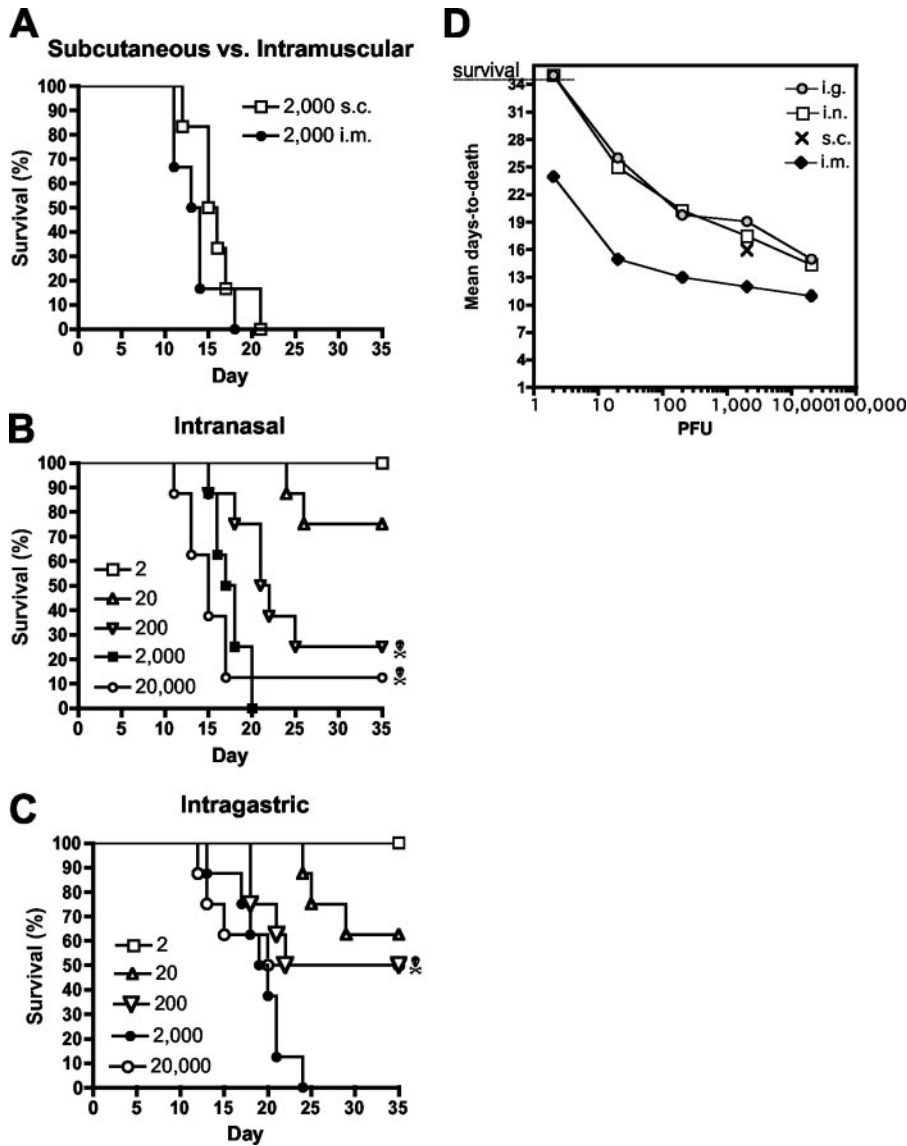 A
Subcutaneous vs. Intramuscular
Survival (%)
100
90
80
70
60
50
40
30
20
10
0
2,000 s.c.
2,000 i.m.
0 5 10 15 20 25 30 35
Day
B
Intranasal
Survival (%)
100
90
80
70
60
50
40
30
20
10
0
2
20
200
2,000
20,000
0 5 10 15 20 25 30 35
Day
C
Intragastric
Survival (%)
100
90
80
70
60
50
40
30
20
10
0
2
20
200
2,000
20,000
0 5 10 15 20 25 30 35
Day
D
survival
Mean days-to-death
34
31
28
25
22
19
16
13
10
7
4
1
i.g.
i.n.
s.c.
i.m.
1 10 100 1,000 10,000 100,000
PFU